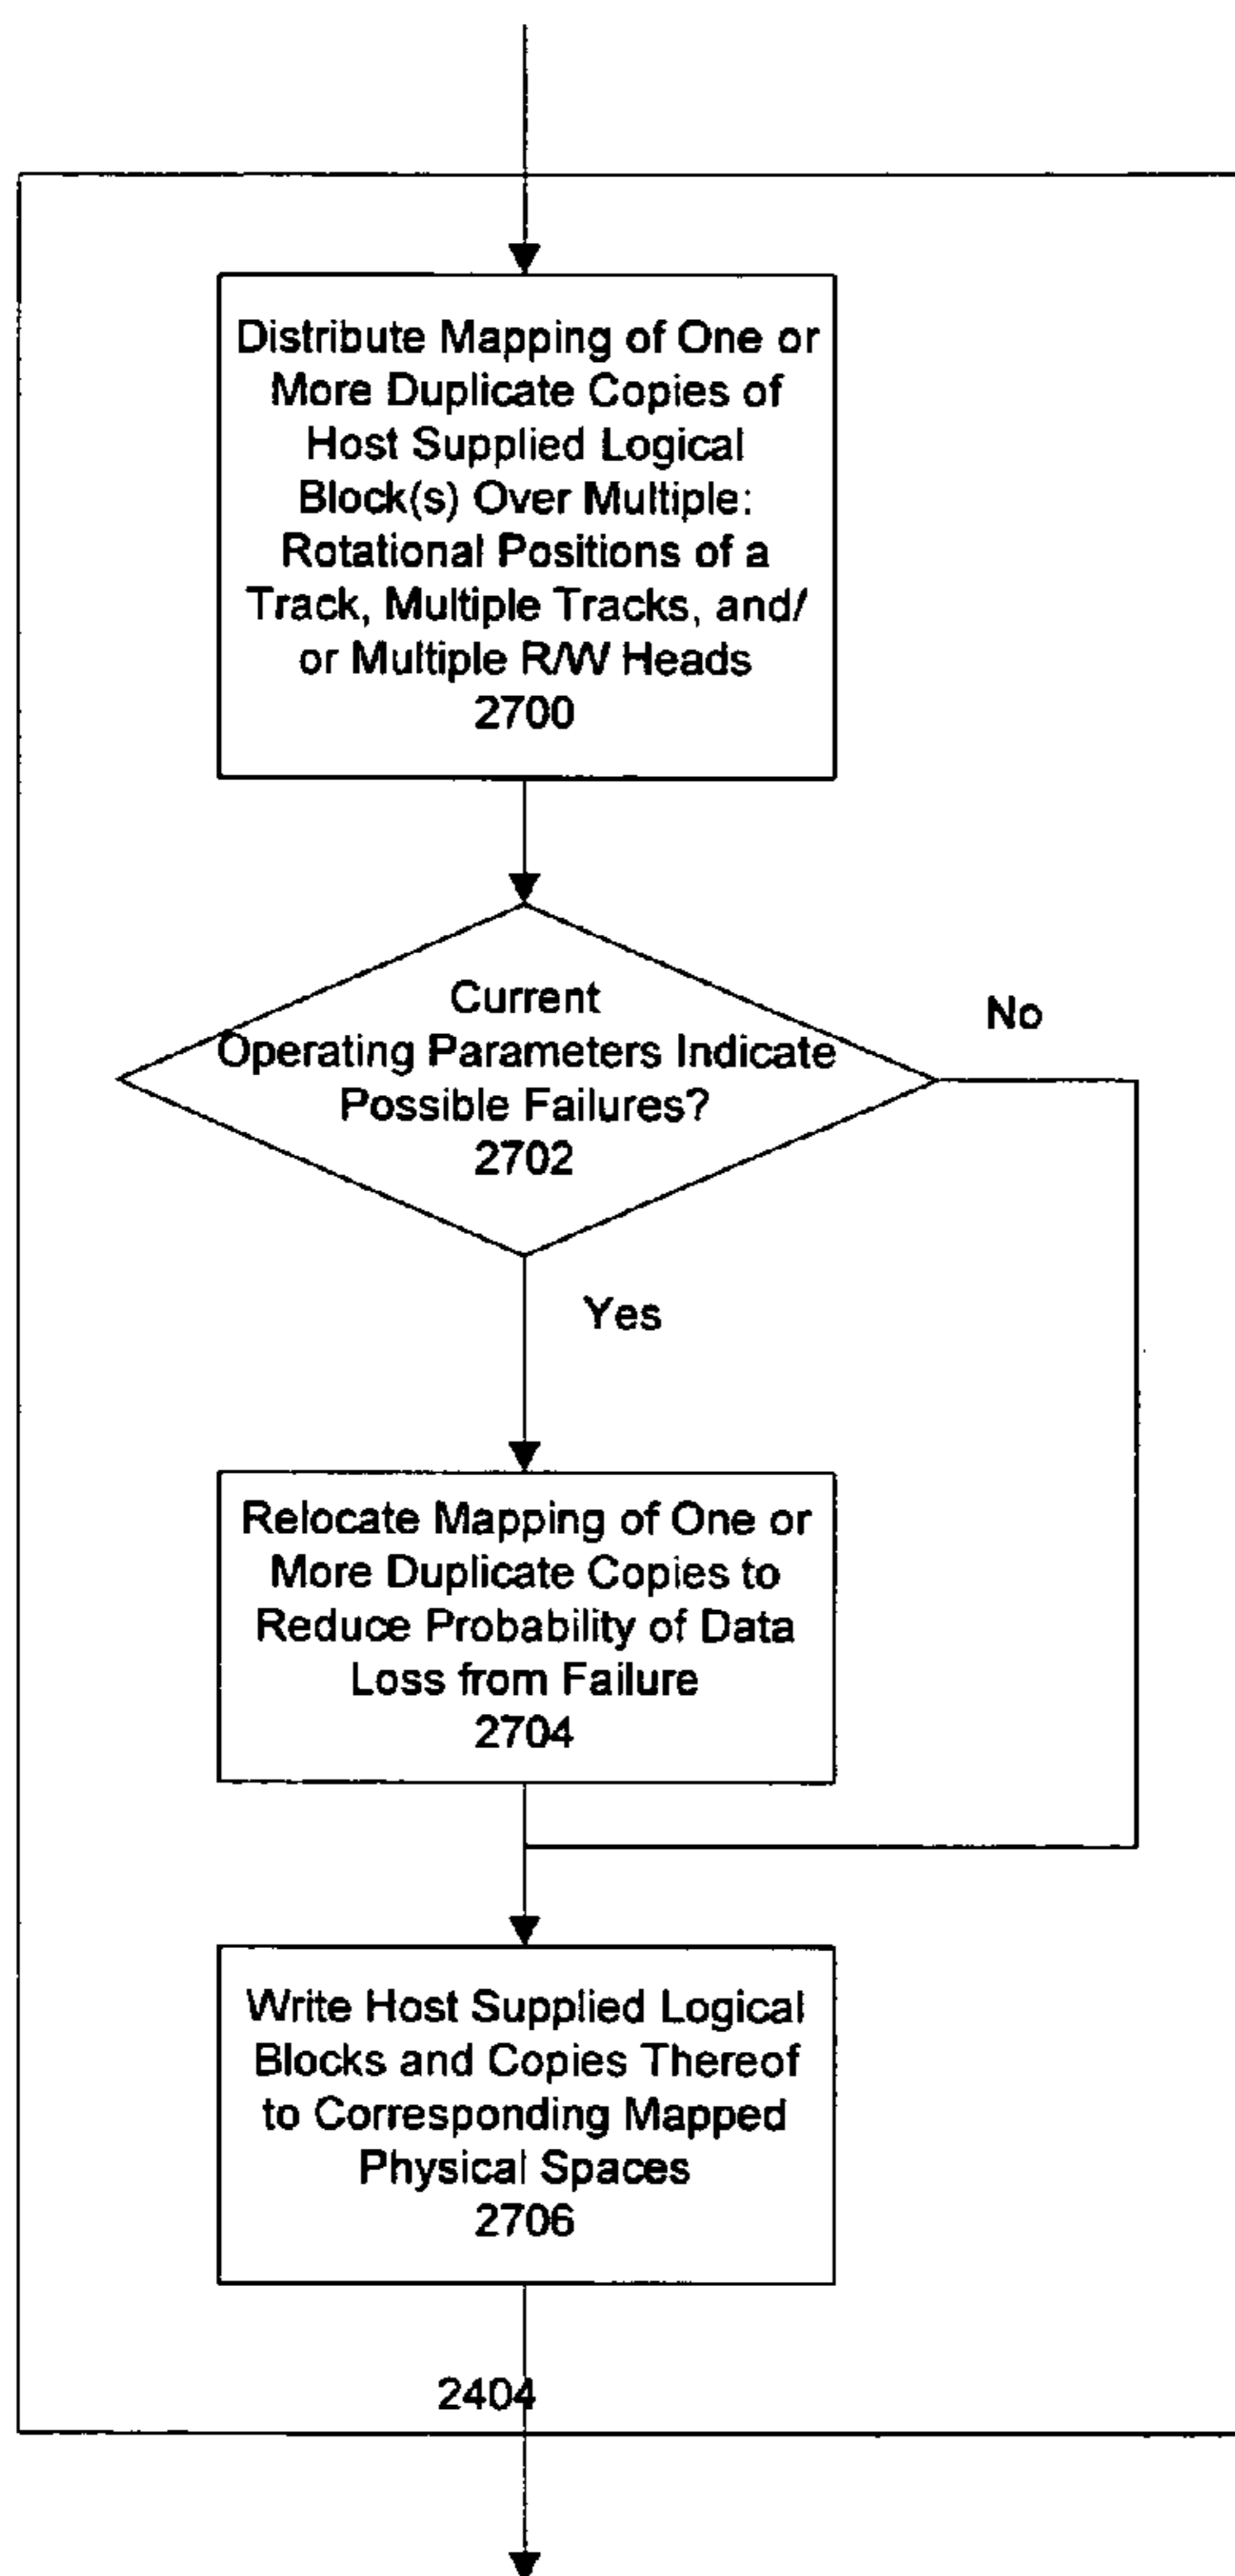 Distribute Mapping of One or
More Duplicate Copies of
Host Supplied Logical
Block(s) Over Multiple:
Rotational Positions of a
Track, Multiple Tracks, and/
or Multiple R/W Heads
2700
Current
Operating Parameters Indicate
Possible Failures?
2702
No
Yes
Relocate Mapping of One or
More Duplicate Copies to
Reduce Probability of Data
Loss from Failure
2704
Write Host Supplied Logical
Blocks and Copies Thereof
to Corresponding Mapped
Physical Spaces
2706
2404